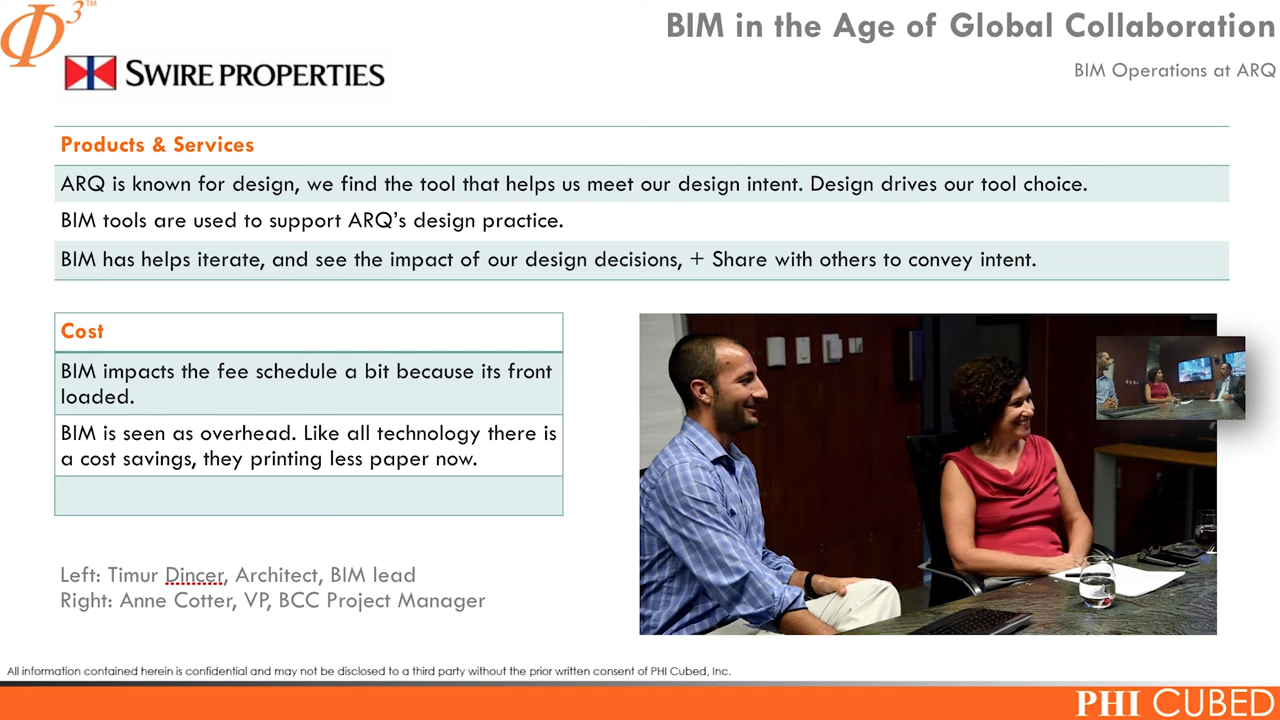 Φ3™
SWIRE PROPERTIES
BIM in the Age of Global Collaboration
BIM Operations at ARQ
Products & Services
ARQ is known for design, we find the tool that helps us meet our design intent. Design drives our tool choice.
BIM tools are used to support ARQ's design practice.
BIM has helps iterate, and see the impact of our design decisions, + Share with others to convey intent.
Cost
BIM impacts the fee schedule a bit because its front
loaded.
BIM is seen as overhead. Like all technology there is
a cost savings, they printing less paper now.
Left: Timur Dincer, Architect, BIM lead
Right: Anne Cotter, VP, BCC Project Manager
All information contained herein is confidential and may not be disclosed to a third party without the prior written consent of PHI Cubed, Inc.
PHI CUBED